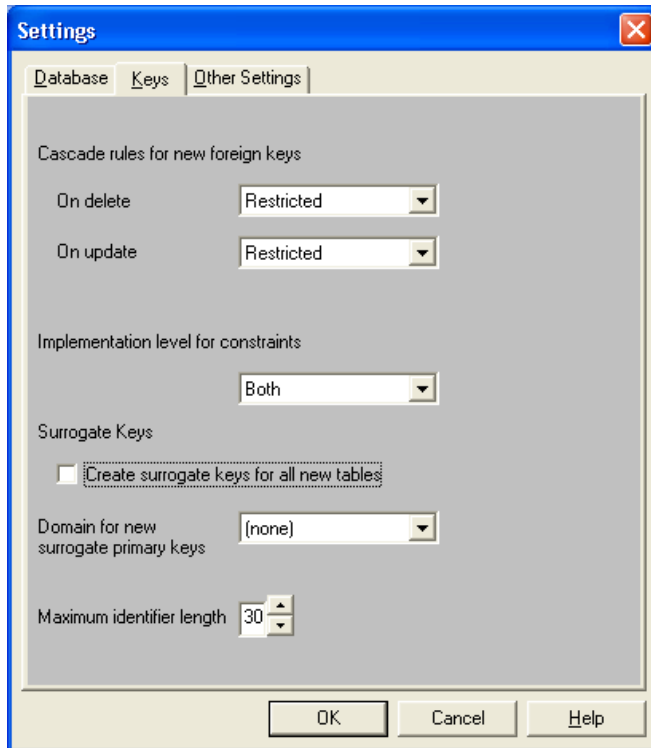 Settings
Database Keys Other Settings
Cascade rules for new foreign keys
On delete Restricted
On update Restricted
Implementation level for constraints
Both
Surrogate Keys
Create surrogate keys for all new tables
Domain for new
surrogate primary keys
(none)
Maximum identifier length 30
OK Cancel Help